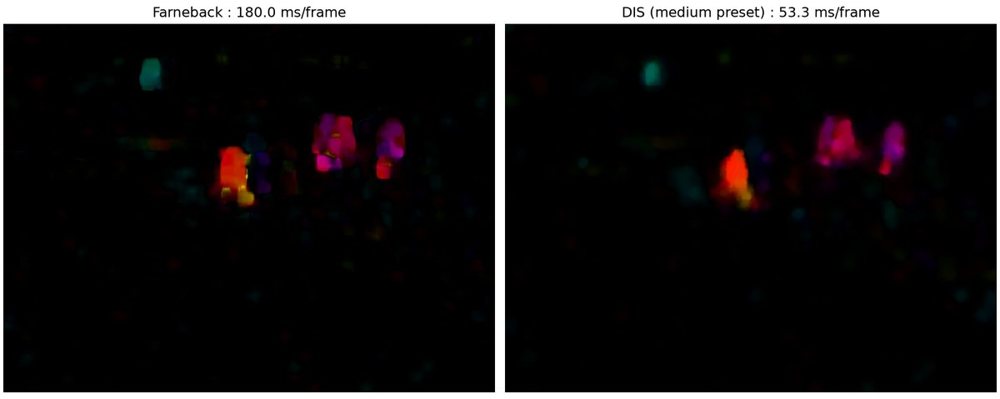 Farneback : 180.0 ms/frame
DIS (medium preset) : 53.3 ms/frame